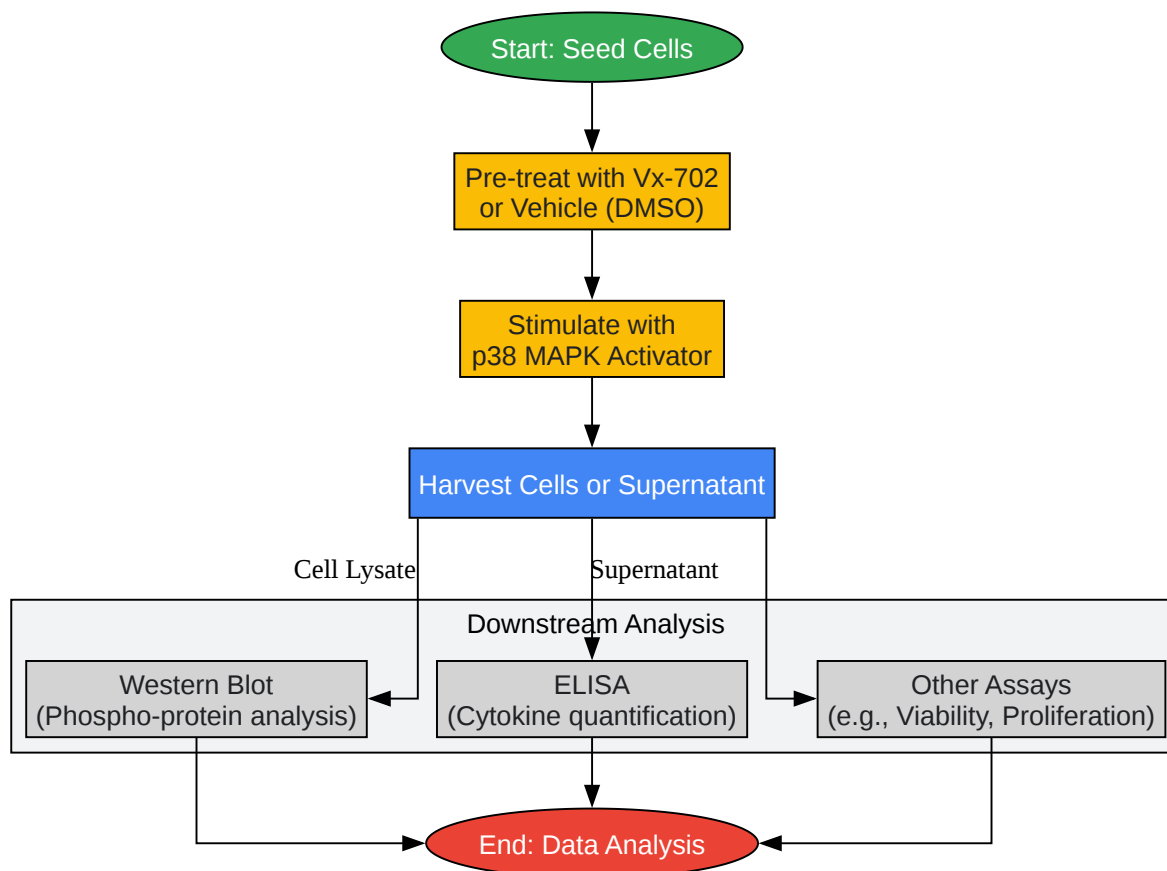 Start: Seed Cells
Pre-treat with Vx-702
or Vehicle (DMSO)
Stimulate with
p38 MAPK Activator
Harvest Cells or Supernatant
Cell Lysate
Supernatant
Downstream Analysis
Western Blot
(Phospho-protein analysis)
ELISA
(Cytokine quantification)
Other Assays
(e.g., Viability, Proliferation)
End: Data Analysis